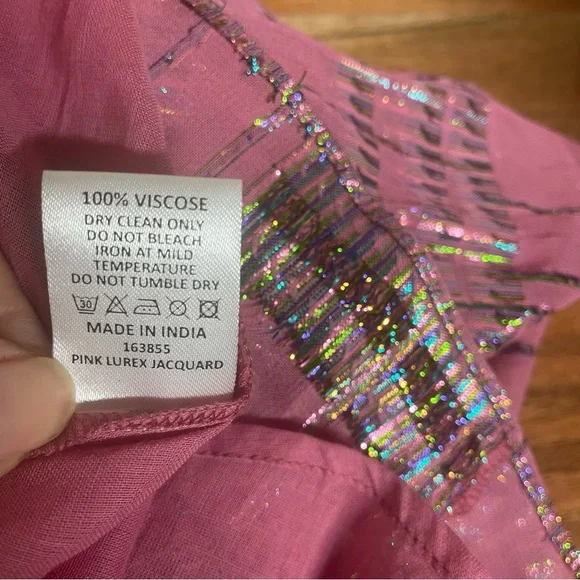 100% VISCOSE
DRY CLEAN ONLY
DO NOT BLEACH
IRON AT MILD
TEMPERATURE
DO NOT TUMBLE DRY
30
MADE IN INDIA
163855
PINK LUREX JACQUARD